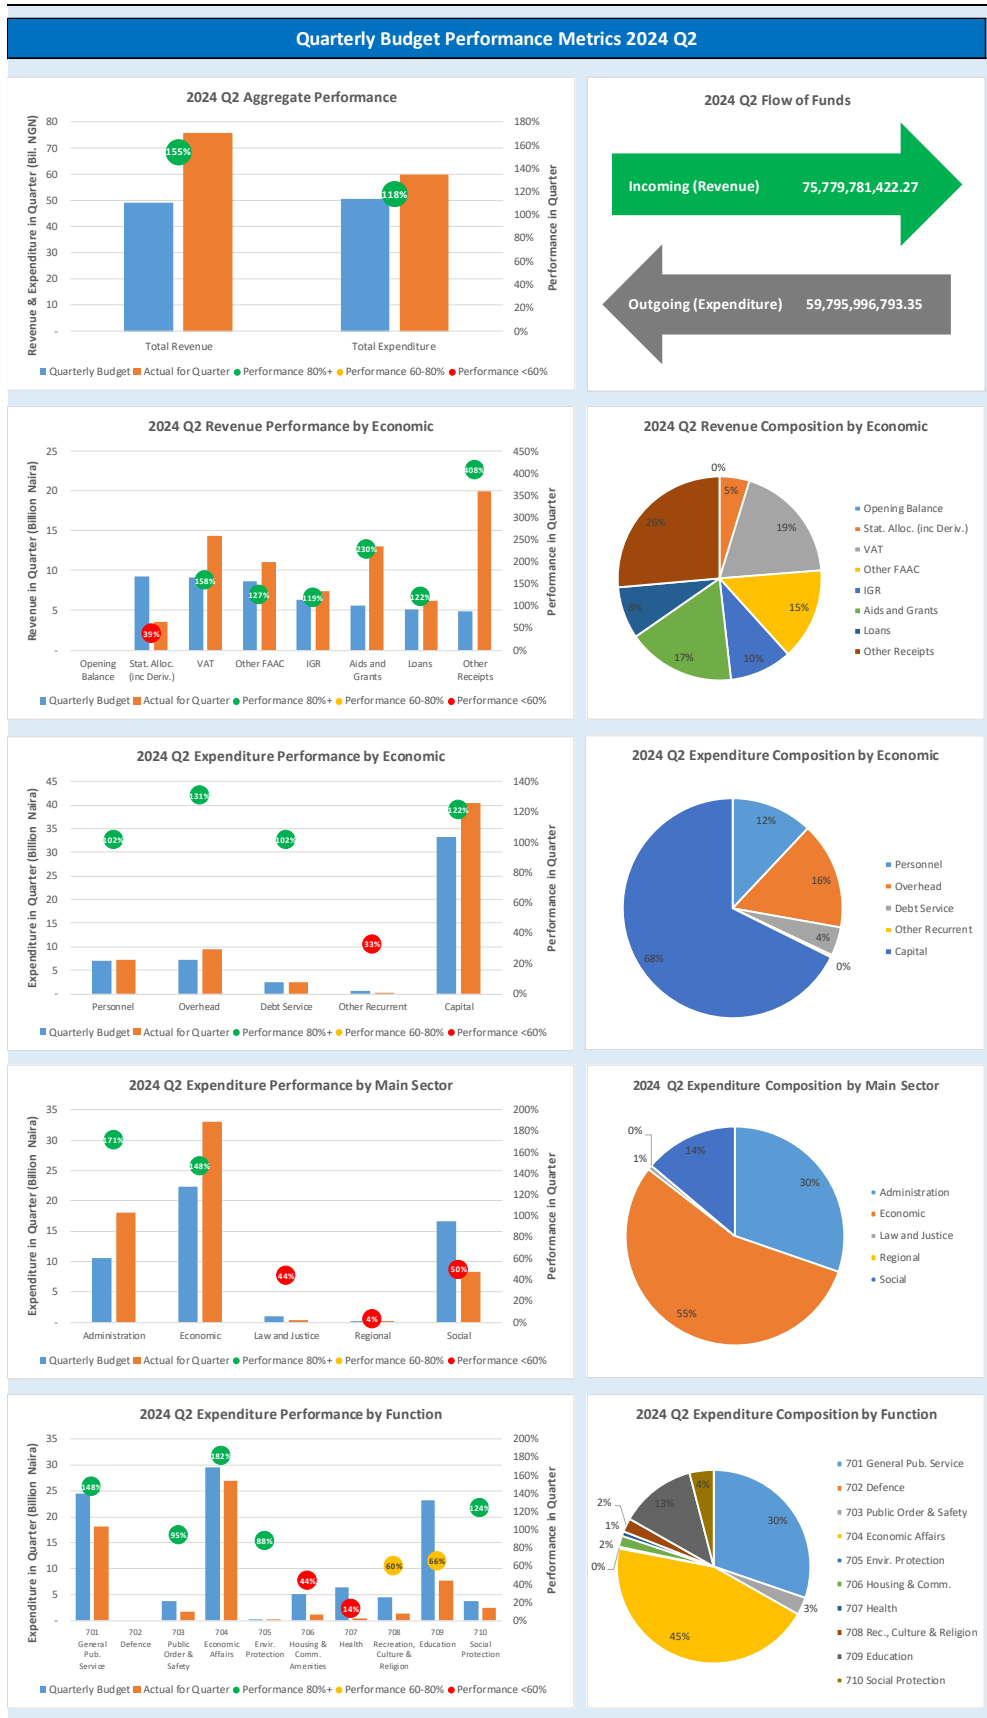 Quarterly Budget Performance Metrics 2024 Q2
2024 Q2 Aggregate Performance
Revenue & Expenditure in Quarter (Bil. NGN)
80
70
60
50
40
30
20
10
-
180%
160%
140%
120%
100%
80%
60%
40%
20%
0%
Performance in Quarter
155%
118%
Total Revenue
Total Expenditure
Quarterly Budget
Actual for Quarter
Performance 80%+
Performance 60-80%
Performance <60%
2024 Q2 Flow of Funds
Incoming (Revenue) 75,779,781,422.27
Outgoing (Expenditure) 59,795,996,793.35
2024 Q2 Revenue Performance by Economic
Revenue in Quarter (Billion Naira)
25
20
15
10
5
-
450%
400%
350%
300%
250%
200%
150%
100%
50%
0%
Performance in Quarter
39%
158%
127%
119%
230%
122%
408%
Opening
Balance
Stat. Alloc.
(inc Deriv.)
VAT
Other FAAC
IGR
Aids and
Grants
Loans
Other
Receipts
Quarterly Budget
Actual for Quarter
Performance 80%+
Performance 60-80%
Performance <60%
2024 Q2 Revenue Composition by Economic
0%
5%
19%
15%
10%
17%
8%
26%
Opening Balance
Stat. Alloc. (inc Deriv.)
VAT
Other FAAC
IGR
Aids and Grants
Loans
Other Receipts
2024 Q2 Expenditure Performance by Economic
Expenditure in Quarter (Billion Naira)
45
40
35
30
25
20
15
10
5
-
140%
120%
100%
80%
60%
40%
20%
0%
Performance in Quarter
102%
131%
102%
33%
122%
Personnel
Overhead
Debt Service
Other Recurrent
Capital
Quarterly Budget
Actual for Quarter
Performance 80%+
Performance 60-80%
Performance <60%
2024 Q2 Expenditure Composition by Economic
12%
16%
4%
0%
68%
Personnel
Overhead
Debt Service
Other Recurrent
Capital
2024 Q2 Expenditure Performance by Main Sector
Expenditure in Quarter (Billion Naira)
35
30
25
20
15
10
5
-
200%
180%
160%
140%
120%
100%
80%
60%
40%
20%
0%
Performance in Quarter
171%
148%
44%
4%
50%
Administration
Economic
Law and Justice
Regional
Social
Quarterly Budget
Actual for Quarter
Performance 80%+
Performance 60-80%
Performance <60%
2024 Q2 Expenditure Composition by Main Sector
0%
1%
14%
30%
55%
Administration
Economic
Law and Justice
Regional
Social
2024 Q2 Expenditure Performance by Function
Expenditure in Quarter (Billion Naira)
35
30
25
20
15
10
5
-
200%
180%
160%
140%
120%
100%
80%
60%
40%
20%
0%
Performance in Quarter
148%
95%
182%
88%
44%
14%
60%
66%
124%
701
General
Pub.
Service
702
Defence
703
Public
Order &
Safety
704
Economic
Affairs
705
Envir.
Protection
706
Housing &
Comm.
Amenities
707
Health
708
Recreation,
Culture &
Religion
709
Education
710
Social
Protection
Quarterly Budget
Actual for Quarter
Performance 80%+
Performance 60-80%
Performance <60%
2024 Q2 Expenditure Composition by Function
30%
3%
45%
0%
2%
1%
2%
13%
4%
701 General Pub. Service
702 Defence
703 Public Order & Safety
704 Economic Affairs
705 Envir. Protection
706 Housing & Comm.
707 Health
708 Rec., Culture & Religion
709 Education
710 Social Protection